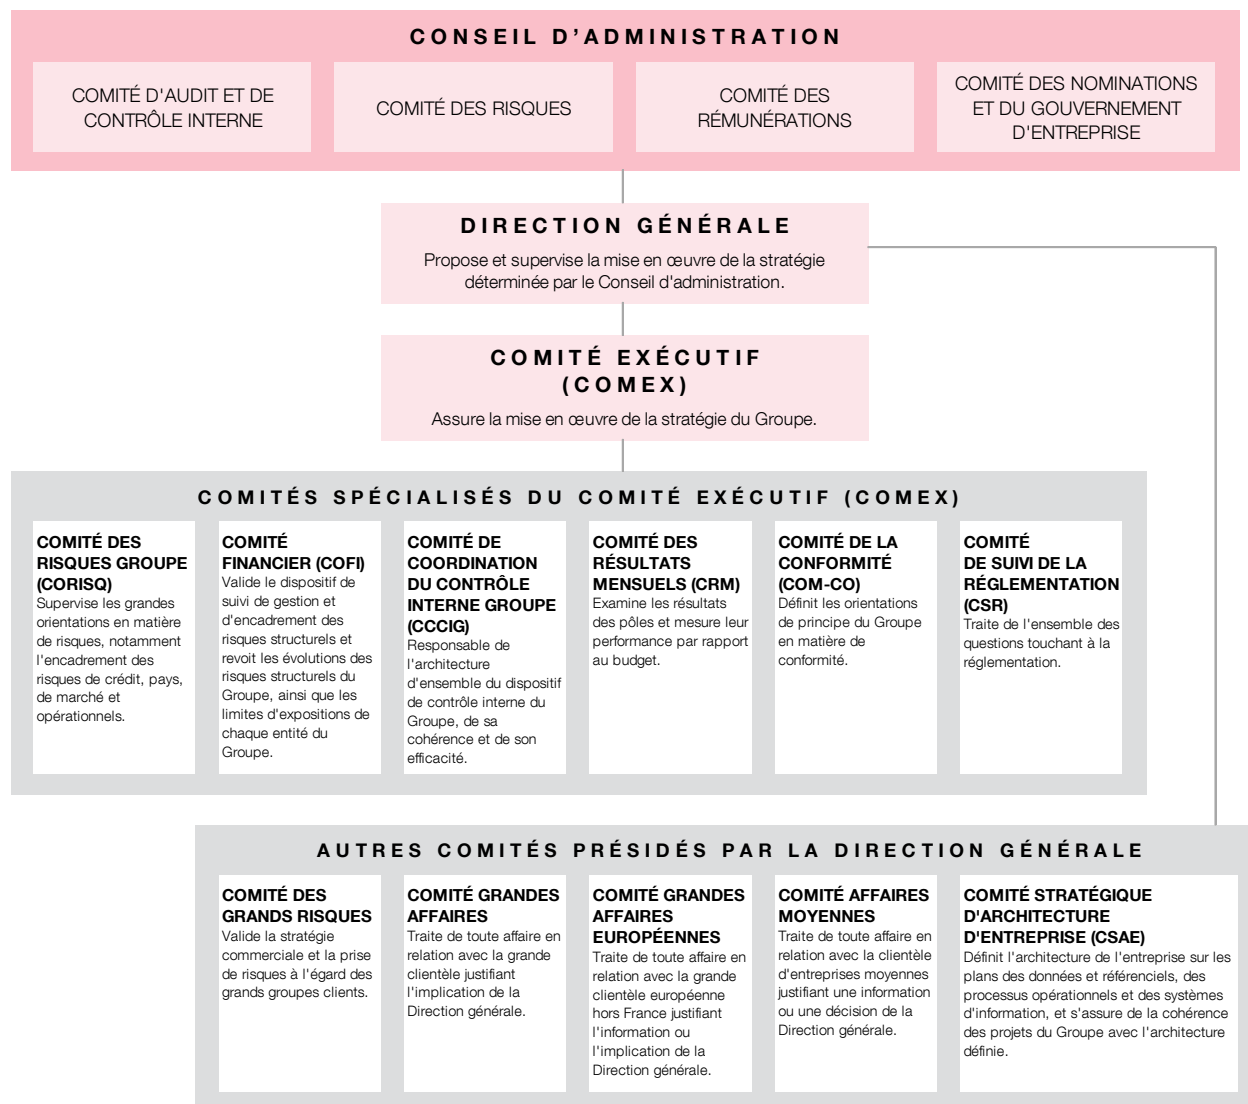 CONSEIL D’ADMINISTRATION
COMITÉ D'AUDIT ET DE
CONTRÔLE INTERNE
COMITÉ DES RISQUES
COMITÉ DES
RÉMUNÉRATIONS
COMITÉ DES NOMINATIONS
ET DU GOUVERNEMENT
D'ENTREPRISE
DIRECTION GÉNÉRALE
Propose et supervise la mise en œuvre de la stratégie
déterminée par le Conseil d'administration.
COMITÉ EXÉCUTIF
(COMEX)
Assure la mise en œuvre de la stratégie du Groupe.
COMITÉS SPÉCIALISÉS DU COMITÉ EXÉCUTIF (COMEX)
COMITÉ DES
RISQUES GROUPE
(CORISQ)
Supervise les grandes
orientations en matière
de risques, notamment
l'encadrement des
risques de crédit, pays,
de marché et
opérationnels.
COMITÉ
FINANCIER (COFI)
Valide le dispositif de
suivi de gestion et
d'encadrement des
risques structurels et
revoit les évolutions des
risques structurels du
Groupe, ainsi que les
limites d'expositions de
chaque entité du
Groupe.
COMITÉ DE
COORDINATION
DU CONTRÔLE
INTERNE GROUPE
(CCCIG)
Responsable de
l'architecture
d'ensemble du dispositif
de contrôle interne du
Groupe, de sa
cohérence et de son
efficacité.
COMITÉ DES
RÉSULTATS
MENSUELS (CRM)
Examine les résultats
des pôles et mesure leur
performance par rapport
au budget.
COMITÉ DE LA
CONFORMITÉ
(COM-CO)
Définit les orientations
de principe du Groupe
en matière de
conformité.
COMITÉ
DE SUIVI DE LA
RÉGLEMENTATION
(CSR)
Traite de l'ensemble des
questions touchant à la
réglementation.
AUTRES COMITÉS PRÉSIDÉS PAR LA DIRECTION GÉNÉRALE
COMITÉ DES
GRANDS RISQUES
Valide la stratégie
commerciale et la prise
de risques à l'égard des
grands groupes clients.
COMITÉ GRANDES
AFFAIRES
Traite de toute affaire en
relation avec la grande
clientèle justifiant
l'implication de la
Direction générale.
COMITÉ GRANDES
AFFAIRES
EUROPÉENNES
Traite de toute affaire en
relation avec la grande
clientèle européenne
hors France justifiant
l'information ou
l'implication de la
Direction générale.
COMITÉ AFFAIRES
MOYENNES
Traite de toute affaire en
relation avec la clientèle
d'entreprises moyennes
justifiant une information
ou une décision de la
Direction générale.
COMITÉ STRATÉGIQUE
D'ARCHITECTURE
D'ENTREPRISE (CSAE)
Définit l'architecture de l'entreprise sur les
plans des données et référenciels, des
processus opérationnels et des systèmes
d'information, et s'assure de la cohérence
des projets du Groupe avec l'architecture
définie.